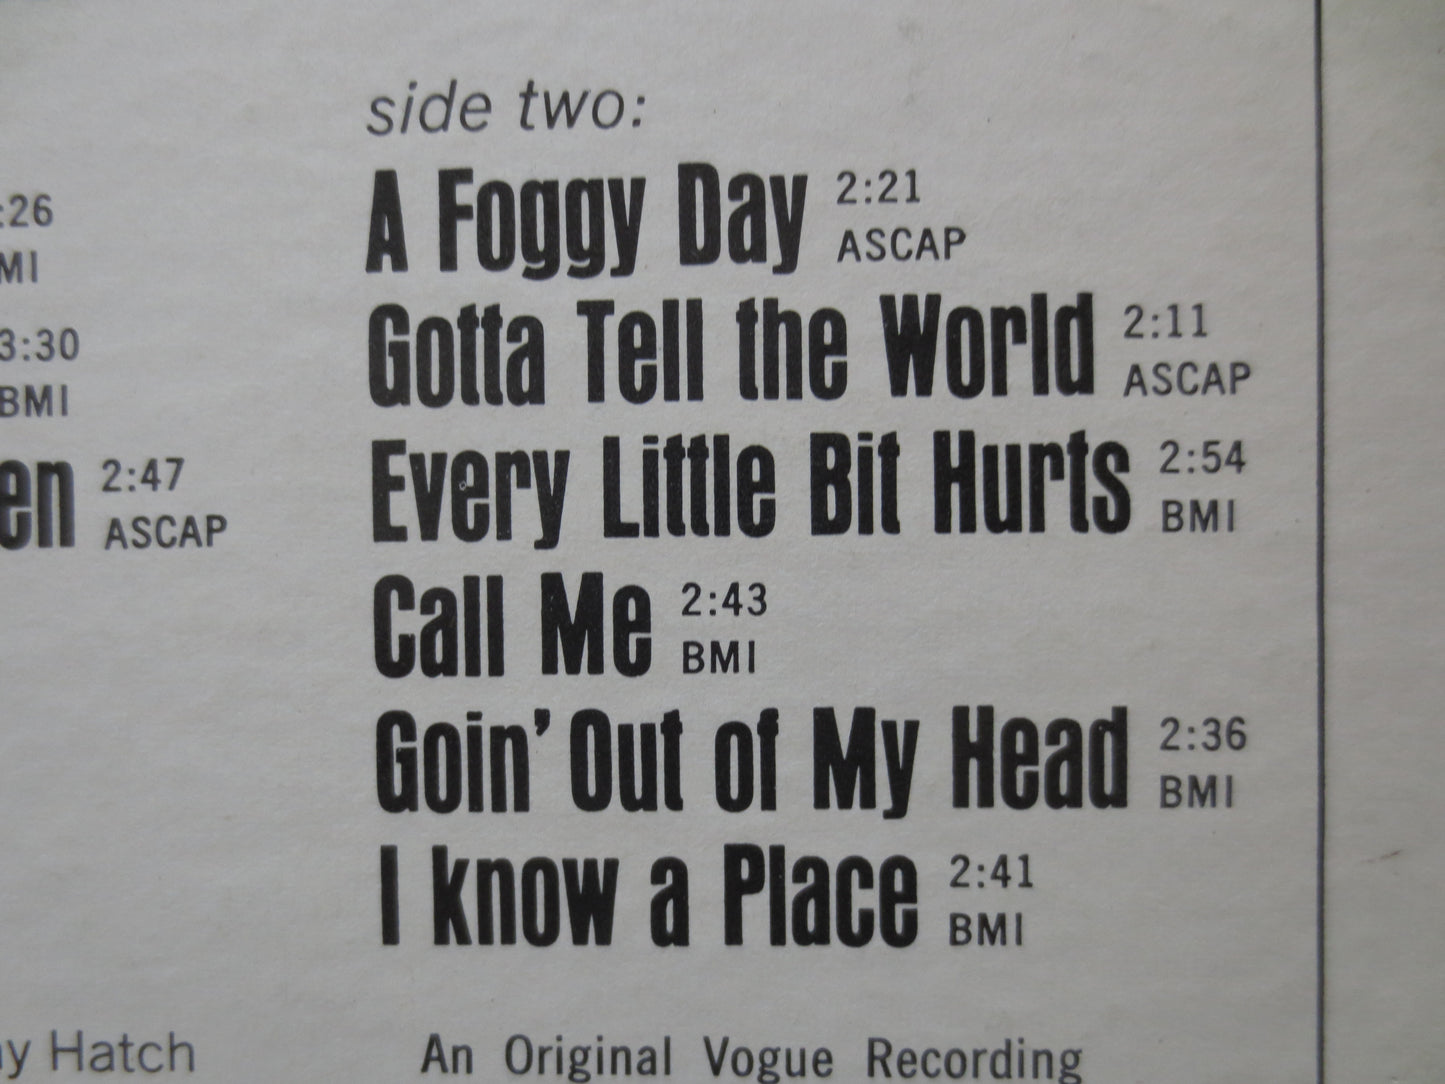 side two:
A Foggy Day 2:21
ASCAP
Gotta Tell the World 2:11
ASCAP
Every Little Bit Hurts 2:54
BMI
Call Me 2:43
BMI
Goin' Out of My Head 2:36
BMI
I know a Place 2:41
BMI
:26
MI
3:30
BMI
en 2:47
ASCAP
y Hatch
An Original Vogue Recording